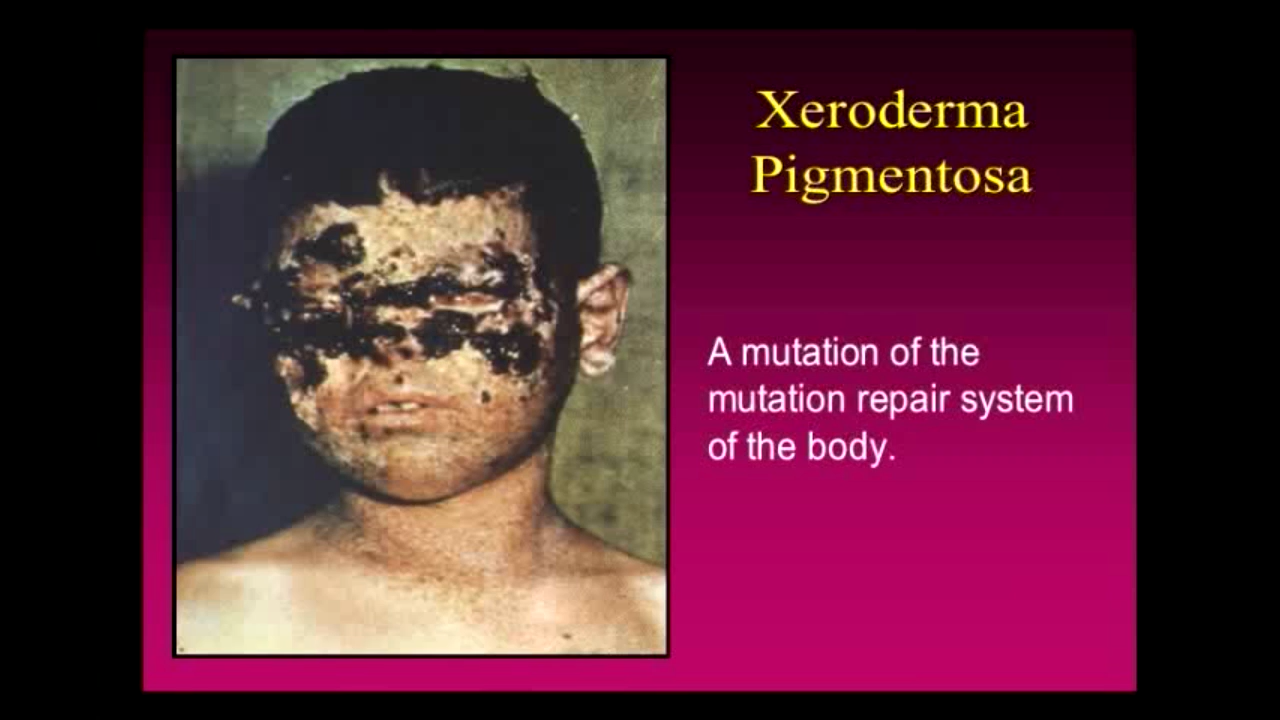 Xeroderma
Pigmentosa
A mutation of the
mutation repair system
of the body.